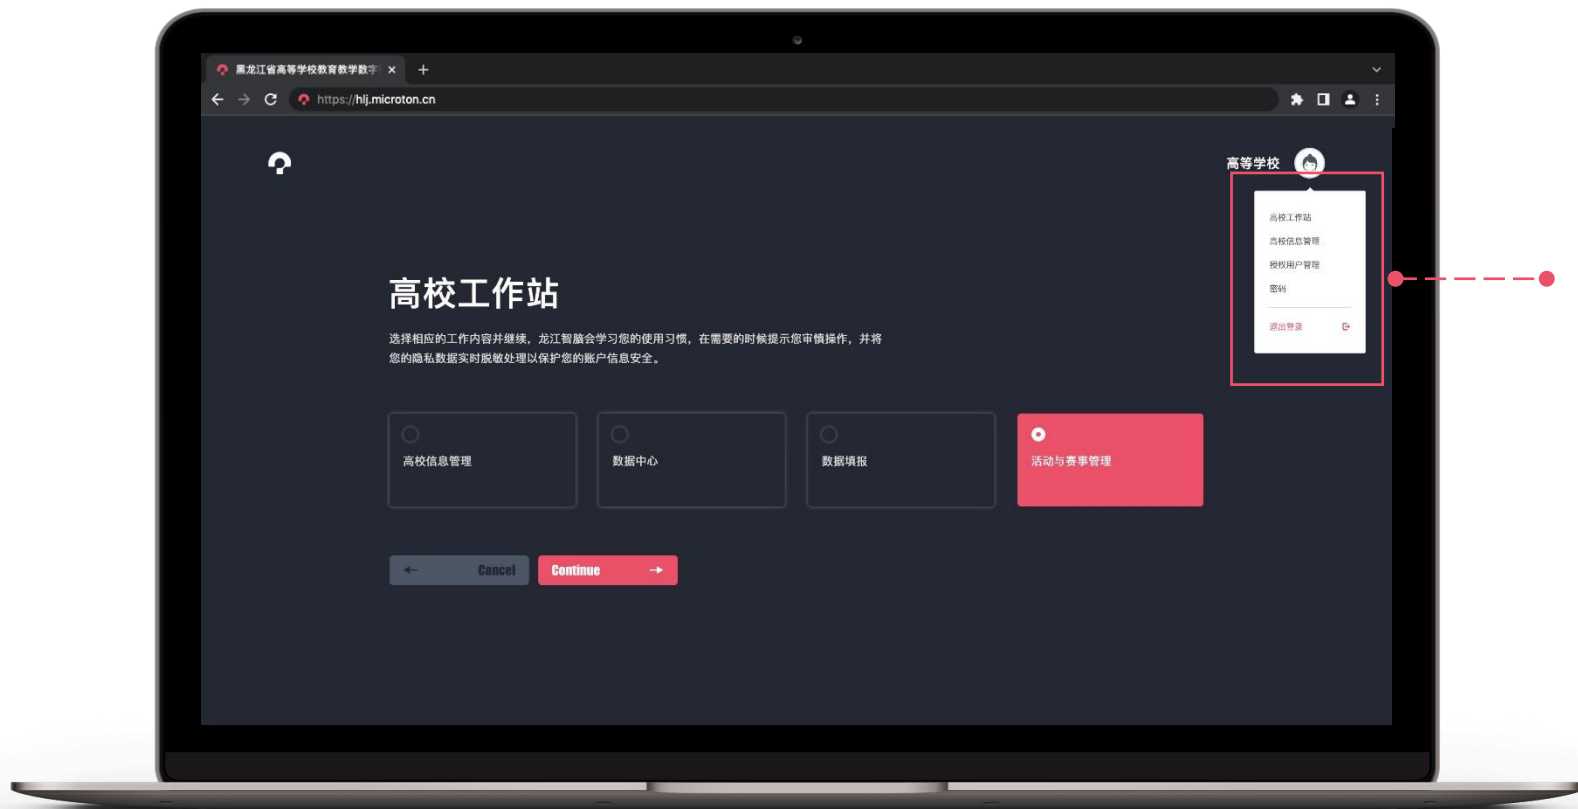 黑龙江省高等学校教育教学数字
https://hlj.microton.cn
高等学校
高校工作站
高校信息管理
授权用户管理
密码
退出登录
高校工作站
选择相应的工作内容并继续，龙江智脑会学习您的使用习惯，在需要的时候提示您审慎操作，并将
您的隐私数据实时脱敏处理以保护您的账户信息安全。
高校信息管理
数据中心
数据填报
活动与赛事管理
Cancel
Continue